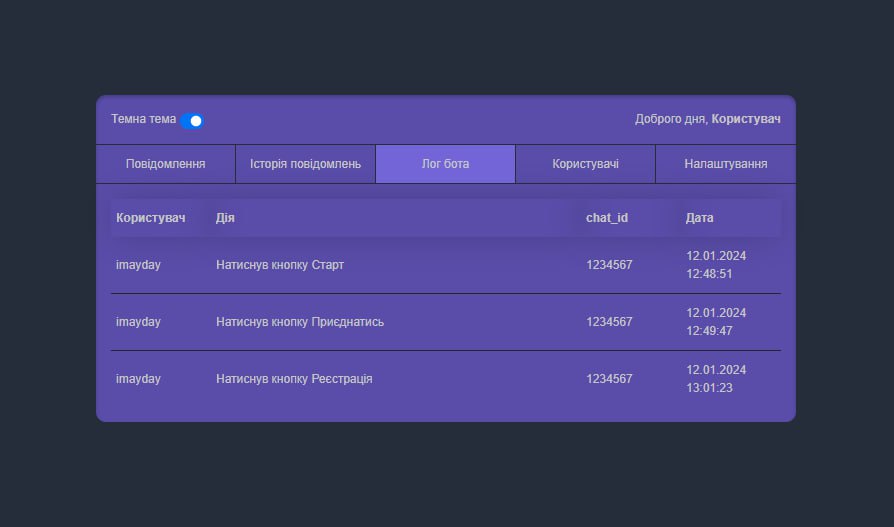 Темна тема
Доброго дня, Користувач
Повідомлення Історія повідомлень Лог бота Користувачі Налаштування
Користувач Дія chat_id Дата
imayday Натиснув кнопку Старт 1234567 12.01.2024
12:48:51
imayday Натиснув кнопку Приєднатись 1234567 12.01.2024
12:49:47
imayday Натиснув кнопку Реєстрація 1234567 12.01.2024
13:01:23